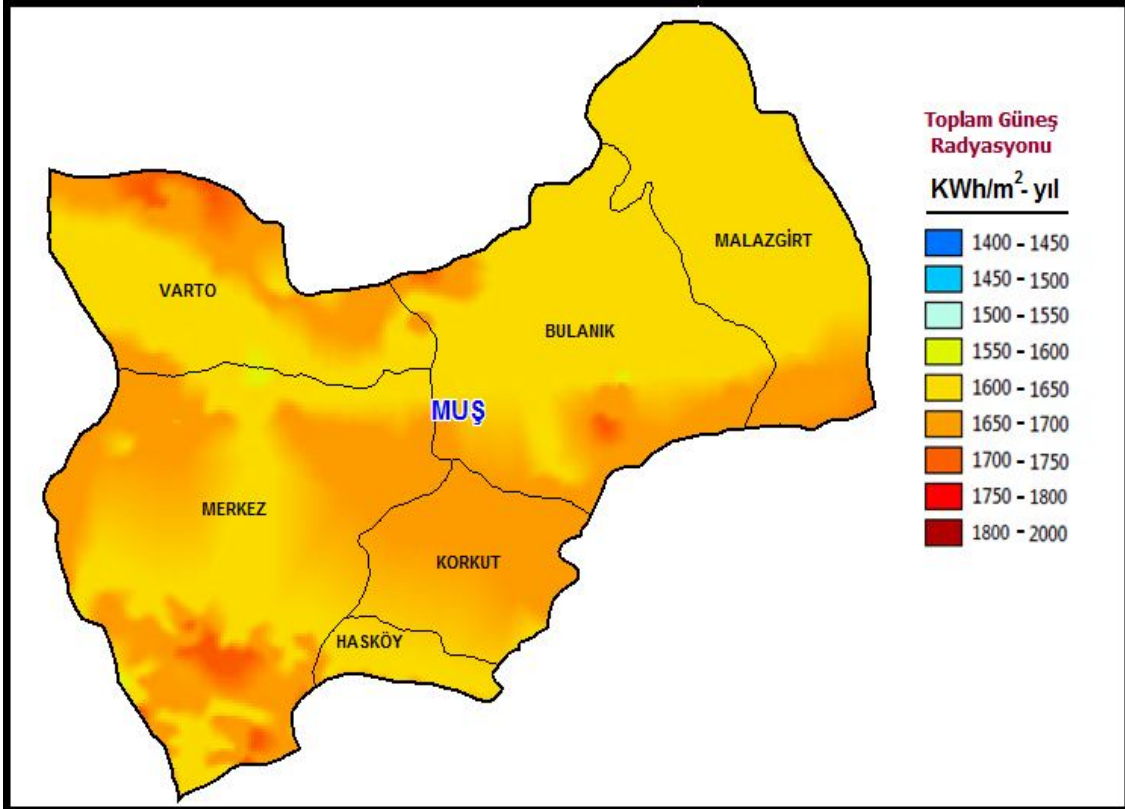 Toplam Güneş
Radyasyonu
KWh/m²- yıl
1400 - 1450
1450 - 1500
1500 - 1550
1550 - 1600
1600 - 1650
1650 - 1700
1700 - 1750
1750 - 1800
1800 - 2000
MALAZGİRT
VARTO
BULANIK
MUŞ
MERKEZ
KORKUT
HASKÖY